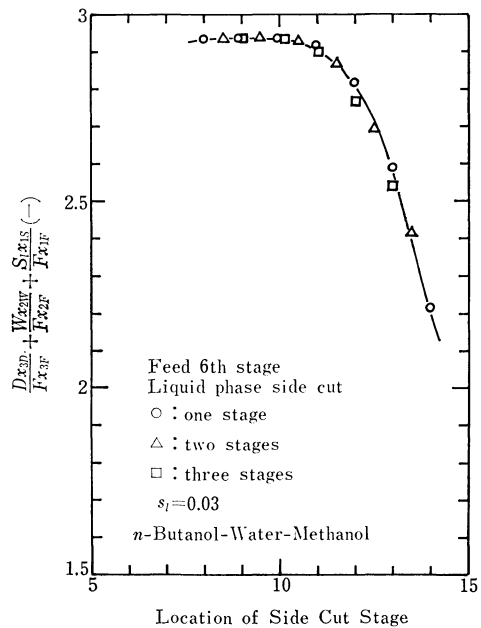 3
2.5
2
1.5
5
10
15
Dx3D/Fx3F + Wx2W/Fx2F + Slx1S/Fx1F (—)
Feed 6th stage
Liquid phase side cut
○ : one stage
△ : two stages
□ : three stages
sl=0.03
n-Butanol-Water-Methanol
Location of Side Cut Stage